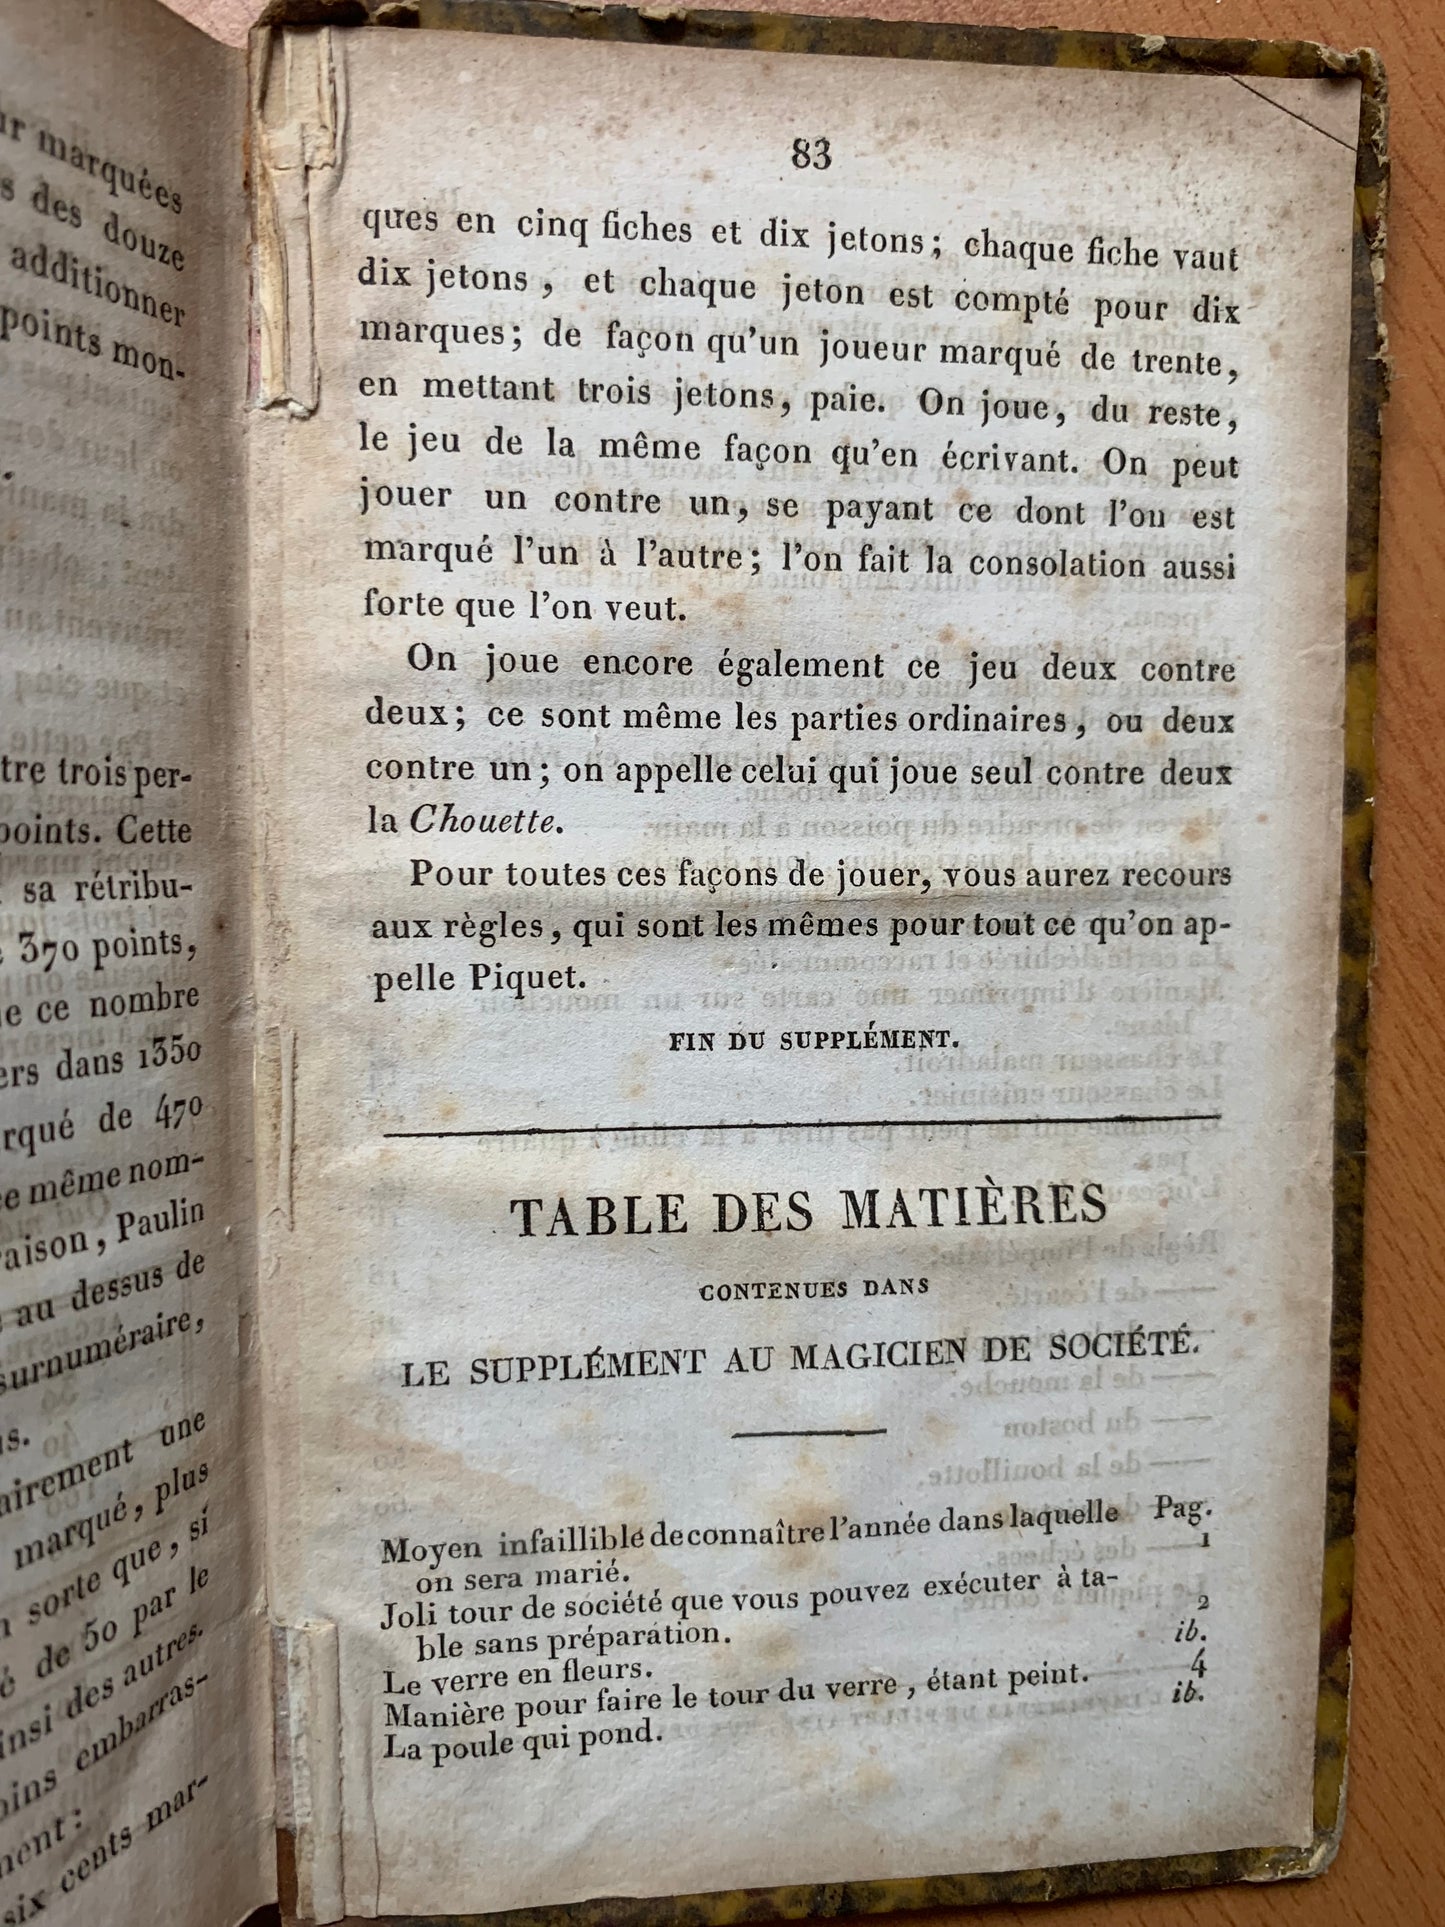 marquées
des douze
additionner
points mon-
tre trois per-
points. Cette
sa rétribu-
370 points,
ce nombre
dans 1350
de 470
même nom-
Paulin
au dessus de
surnuméraire,
une
marqué, plus
sorte que, si
de 50 par le
des autres.
embarras-
six cents mar-
83
ques en cinq fiches et dix jetons; chaque fiche vaut
dix jetons, et chaque jeton est compté pour dix
marques; de façon qu'un joueur marqué de trente,
en mettant trois jetons, paie. On joue, du reste,
le jeu de la même façon qu'en écrivant. On peut
jouer un contre un, se payant ce dont l'on est
marqué l'un à l'autre; l'on fait la consolation aussi
forte que l'on veut.
On joue encore également ce jeu deux contre
deux; ce sont même les parties ordinaires, ou deux
contre un; on appelle celui qui joue seul contre deux
la Chouette.
Pour toutes ces façons de jouer, vous aurez recours
aux règles, qui sont les mêmes pour tout ce qu'on ap-
pelle Piquet.
FIN DU SUPPLÉMENT.
TABLE DES MATIÈRES
CONTENUES DANS
LE SUPPLÉMENT AU MAGICIEN DE SOCIÉTÉ.
Pag.
Moyen infaillible de connaître l'année dans laquelle
on sera marié. 1
Joli tour de société que vous pouvez exécuter à ta-
ble sans préparation. 2
Le verre en fleurs. ib.
Manière pour faire le tour du verre, étant peint. 4
La poule qui pond. ib.